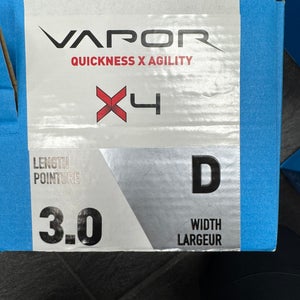 VAPOR
QUICKNESS X AGILITY
X4
LENGTH
POINTURE
3.0
D
WIDTH
LARGEUR